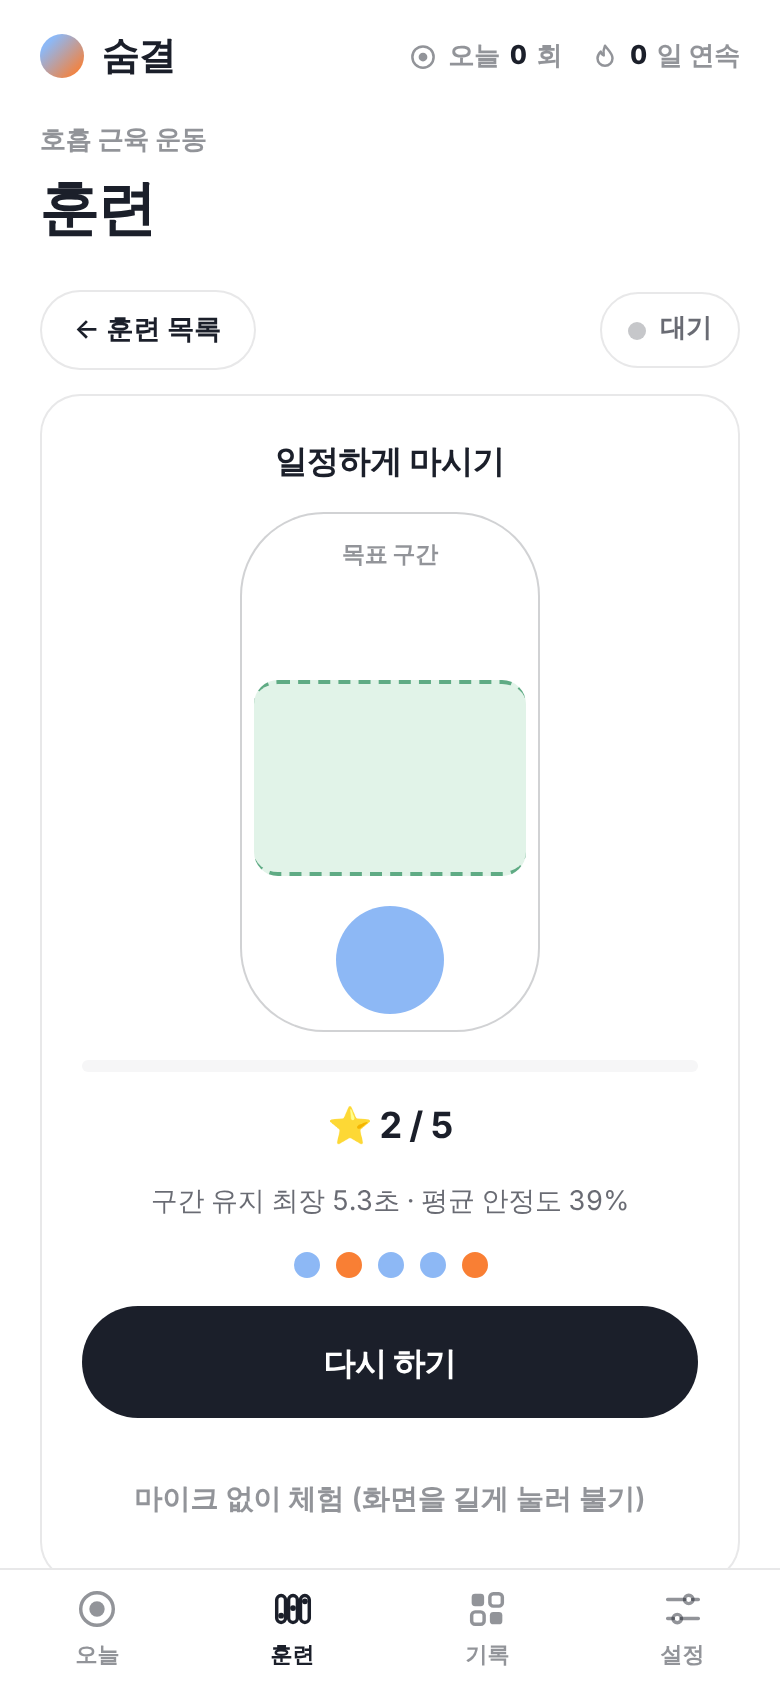 숨결
오늘 0 회 0 일 연속
호흡 근육 운동
훈련
← 훈련 목록
대기
일정하게 마시기
목표 구간
⭐ 2 / 5
구간 유지 최장 5.3초 · 평균 안정도 39%
다시 하기
마이크 없이 체험 (화면을 길게 눌러 불기)
오늘 훈련 기록 설정